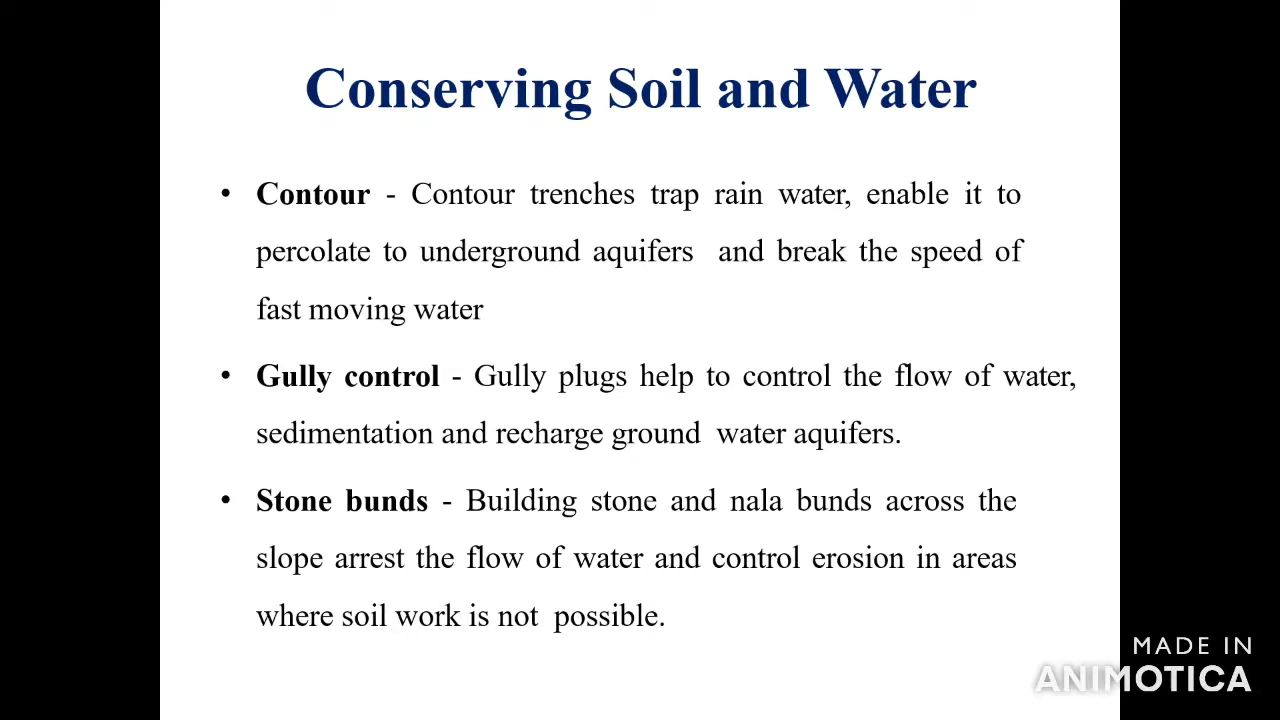 Conserving Soil and Water
• Contour - Contour trenches trap rain water, enable it to
percolate to underground aquifers and break the speed of
fast moving water
• Gully control - Gully plugs help to control the flow of water,
sedimentation and recharge ground water aquifers.
• Stone bunds - Building stone and nala bunds across the
slope arrest the flow of water and control erosion in areas
where soil work is not possible.
MADE IN
ANIMOTICA